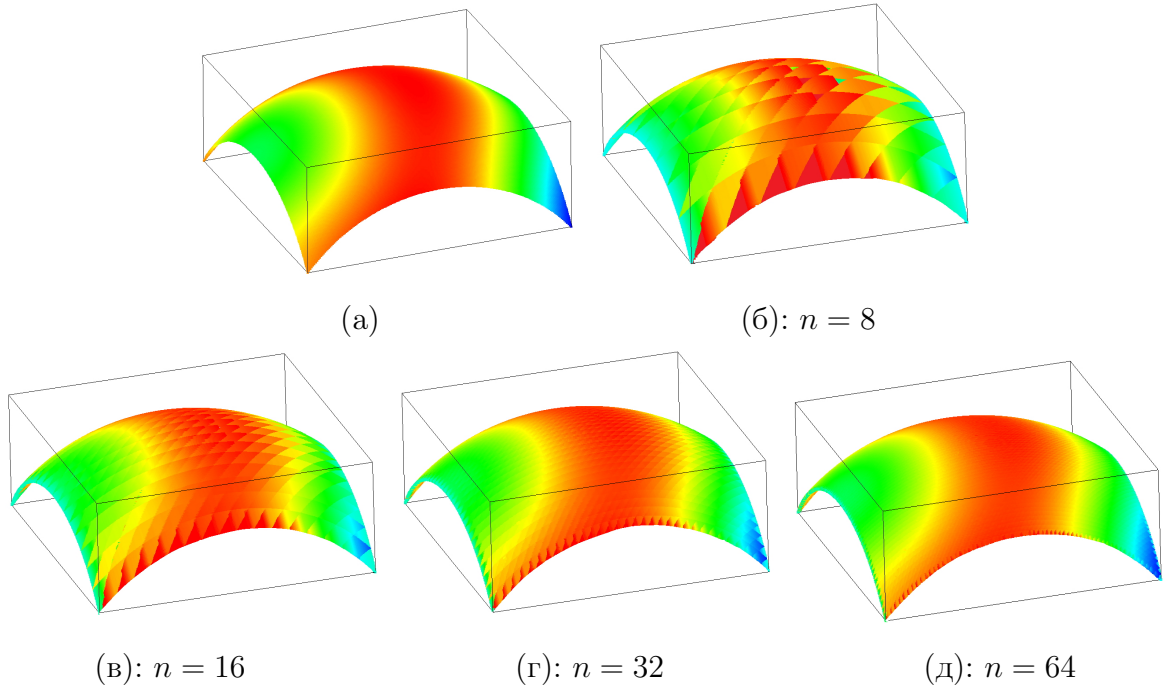 (а)
(б): n = 8
(в): n = 16
(г): n = 32
(д): n = 64